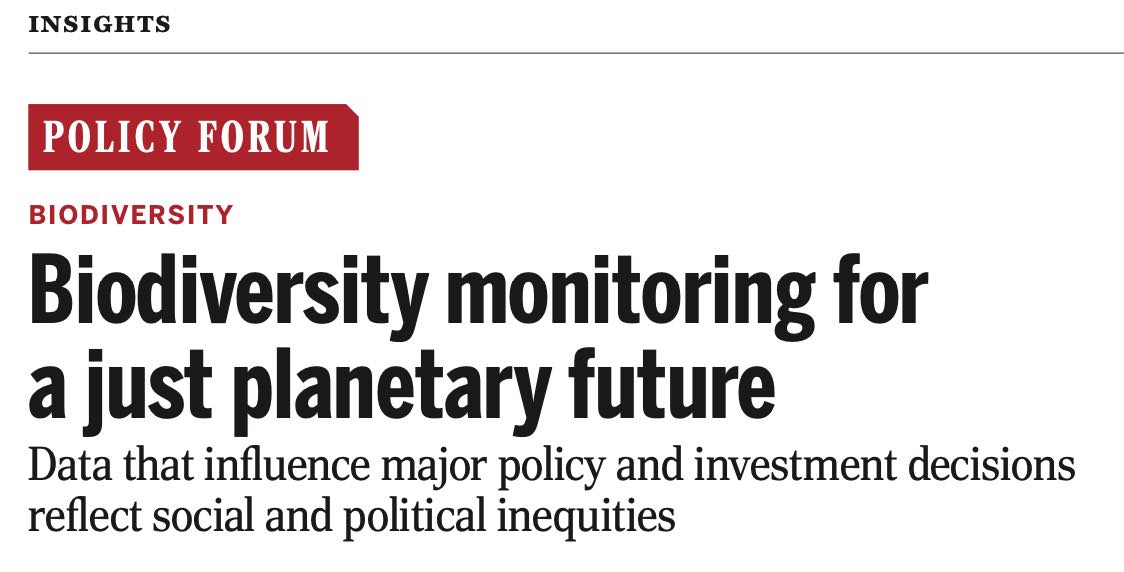 INSIGHTS
POLICY FORUM
BIODIVERSITY
Biodiversity monitoring for
a just planetary future
Data that influence major policy and investment decisions
reflect social and political inequities